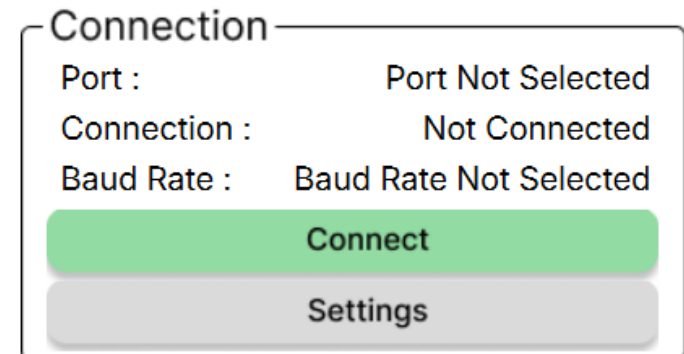 Connection
Port : Port Not Selected
Connection : Not Connected
Baud Rate : Baud Rate Not Selected
Connect
Settings